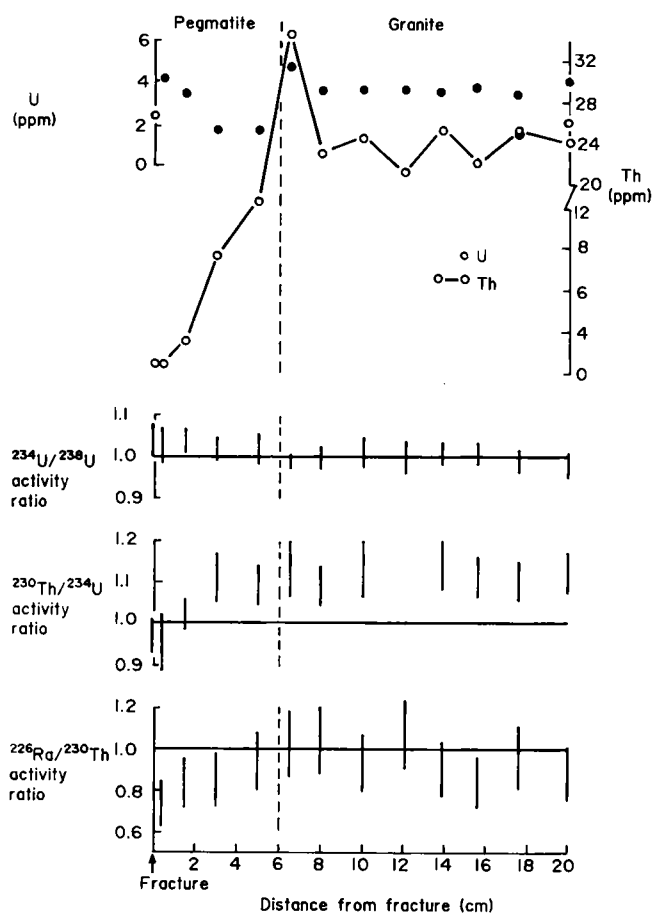 Pegmatite Granite
6
4
2
0
U
(ppm)
32
28
24
20
12
8
6
4
2
0
Th
(ppm)
U
Th
1.1
1.0
0.9
²³⁴U/²³⁸U
activity
ratio
1.2
1.1
1.0
0.9
²³⁰Th/²³⁴U
activity
ratio
1.2
1.0
0.8
0.6
²²⁶Ra/²³⁰Th
activity
ratio
2 4 6 8 10 12 14 16 18 20
Fracture
Distance from fracture (cm)